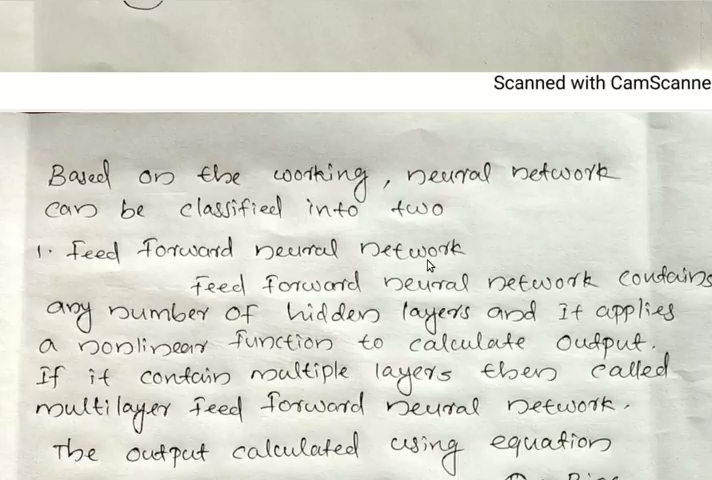 Scanned with CamScanne
Based on the working, neural network
can be classified into two
1. Feed Forward neural network
Feed Forward neural network contains
any number of hidden layers and it applies
a nonlinear function to calculate output.
If it contain multiple layers then called
multilayer Feed Forward neural network.
The output calculated using equation